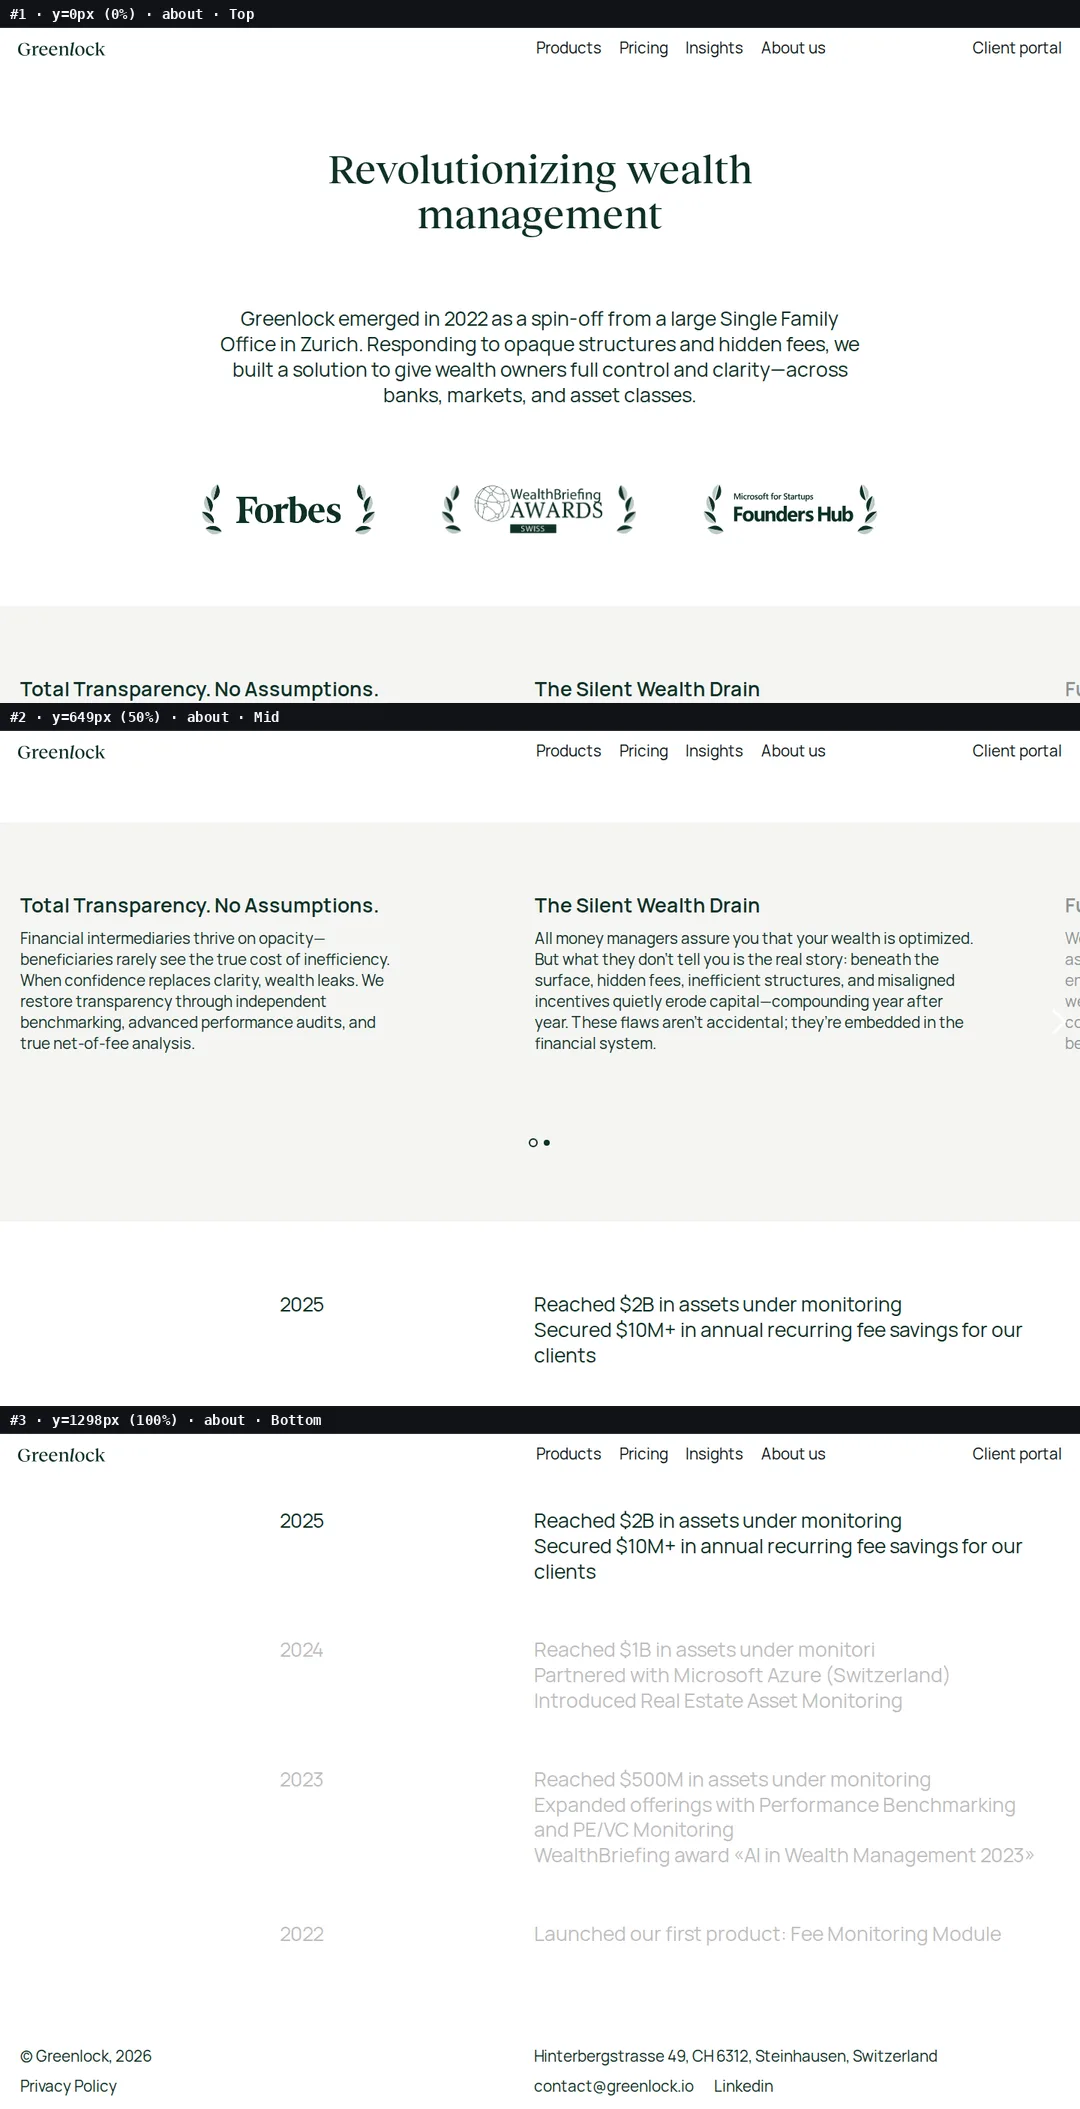 #1 · y=0px (0%) · about · Top
Greenlock
Products Pricing Insights About us Client portal
Revolutionizing wealth
management
Greenlock emerged in 2022 as a spin-off from a large Single Family
Office in Zurich. Responding to opaque structures and hidden fees, we
built a solution to give wealth owners full control and clarity—across
banks, markets, and asset classes.
Forbes
WealthBriefing
AWARDS
SWISS
Microsoft for Startups
Founders Hub
Total Transparency. No Assumptions.
The Silent Wealth Drain
#2 · y=649px (50%) · about · Mid
Greenlock
Products Pricing Insights About us Client portal
Total Transparency. No Assumptions.
Financial intermediaries thrive on opacity—
beneficiaries rarely see the true cost of inefficiency.
When confidence replaces clarity, wealth leaks. We
restore transparency through independent
benchmarking, advanced performance audits, and
true net-of-fee analysis.
The Silent Wealth Drain
All money managers assure you that your wealth is optimized.
But what they don't tell you is the real story: beneath the
surface, hidden fees, inefficient structures, and misaligned
incentives quietly erode capital—compounding year after
year. These flaws aren't accidental; they're embedded in the
financial system.
2025
Reached $2B in assets under monitoring
Secured $10M+ in annual recurring fee savings for our
clients
#3 · y=1298px (100%) · about · Bottom
Greenlock
Products Pricing Insights About us Client portal
2025
Reached $2B in assets under monitoring
Secured $10M+ in annual recurring fee savings for our
clients
2024
Reached $1B in assets under monitori
Partnered with Microsoft Azure (Switzerland)
Introduced Real Estate Asset Monitoring
2023
Reached $500M in assets under monitoring
Expanded offerings with Performance Benchmarking
and PE/VC Monitoring
WealthBriefing award «AI in Wealth Management 2023»
2022
Launched our first product: Fee Monitoring Module
© Greenlock, 2026
Privacy Policy
Hinterbergstrasse 49, CH 6312, Steinhausen, Switzerland
contact@greenlock.io Linkedin